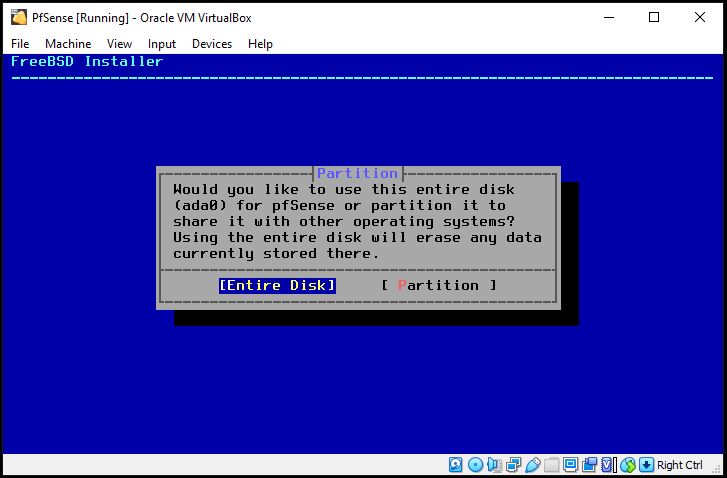 PfSense [Running] - Oracle VM VirtualBox
File Machine View Input Devices Help
FreeBSD Installer
Partition
Would you like to use this entire disk
(ada0) for pfSense or partition it to
share it with other operating systems?
Using the entire disk will erase any data
currently stored there.
[Entire Disk] [ Partition ]
Right Ctrl